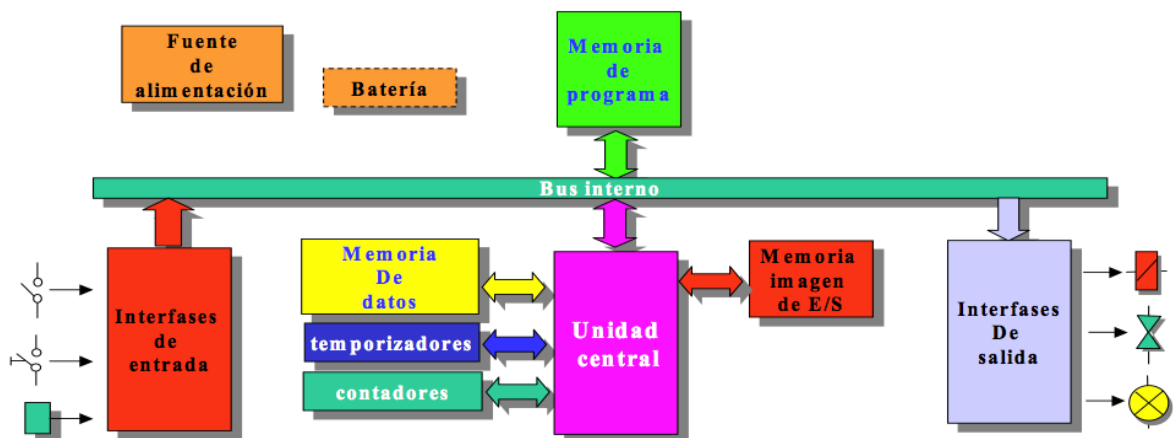 Fuente
de
alimentación
Batería
Memoria
de
programa
Bus interno
Interfases
de
entrada
Memoria
De
datos
temporizadores
contadores
Unidad
central
Memoria
imagen
de E/S
Interfases
De
salida